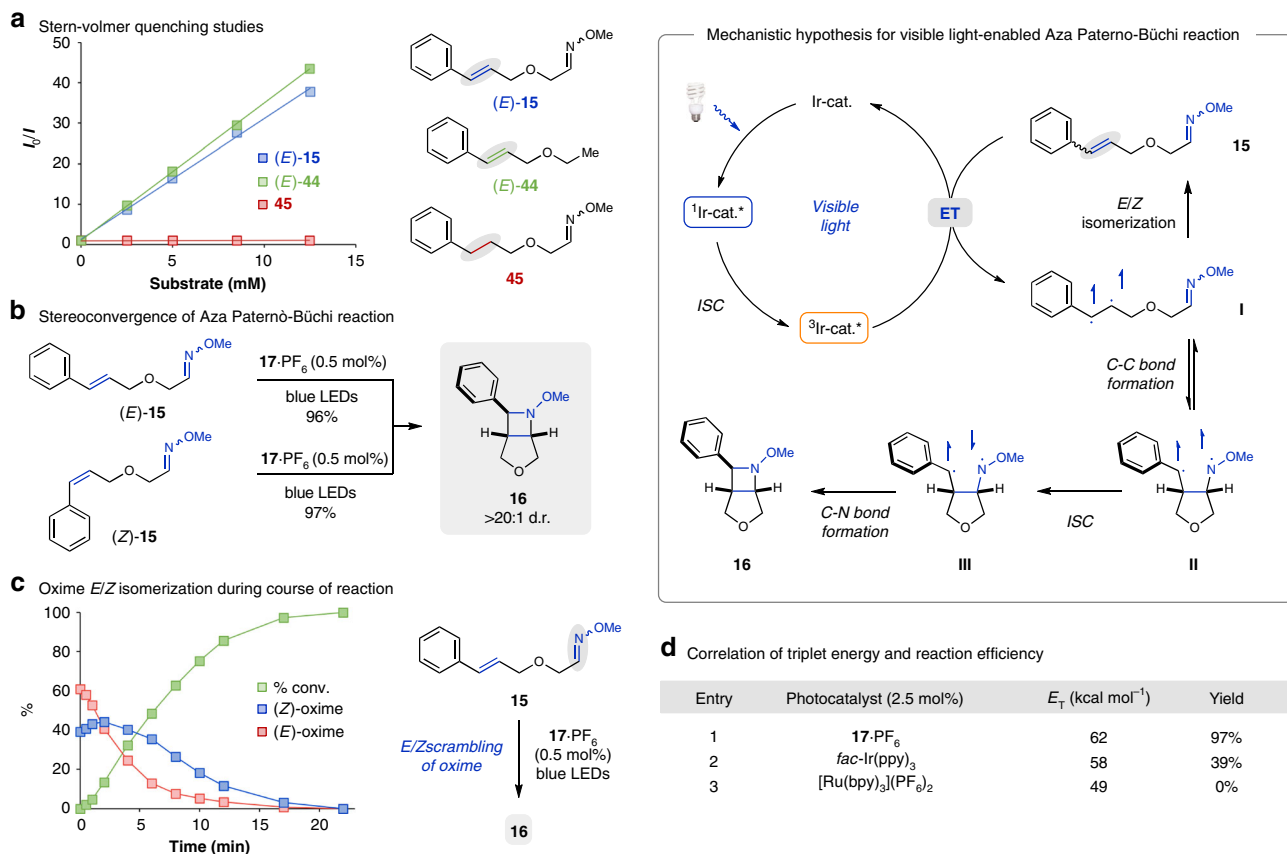 a Stern-volmer quenching studies
50
40
30
20
10
0
I0/I
0
5
10
15
Substrate (mM)
(E)-15
(E)-44
45
N
OMe
O
(E)-15
O
Me
(E)-44
N
OMe
O
45
b Stereoconvergence of Aza Paternò-Büchi reaction
N
OMe
O
(E)-15
N
OMe
O
(Z)-15
17·PF6 (0.5 mol%)
blue LEDs
96%
17·PF6 (0.5 mol%)
blue LEDs
97%
N
OMe
H
H
O
16
>20:1 d.r.
c Oxime E/Z isomerization during course of reaction
100
80
60
40
20
0
%
0
5
10
15
20
Time (min)
% conv.
(Z)-oxime
(E)-oxime
N
OMe
O
15
E/Zscrambling
of oxime
17·PF6
(0.5 mol%)
blue LEDs
16
Mechanistic hypothesis for visible light-enabled Aza Paterno-Büchi reaction
Ir-cat.
1Ir-cat.*
Visible
light
ISC
3Ir-cat.*
ET
N
OMe
O
15
E/Z
isomerization
N
OMe
O
I
C-C bond
formation
N
OMe
H
H
O
II
ISC
N
OMe
H
H
O
III
C-N bond
formation
N
OMe
H
H
O
16
d Correlation of triplet energy and reaction efficiency
Entry Photocatalyst (2.5 mol%) ET (kcal mol–1) Yield
1 17·PF6 62 97%
2 fac-Ir(ppy)3 58 39%
3 [Ru(bpy)3](PF6)2 49 0%